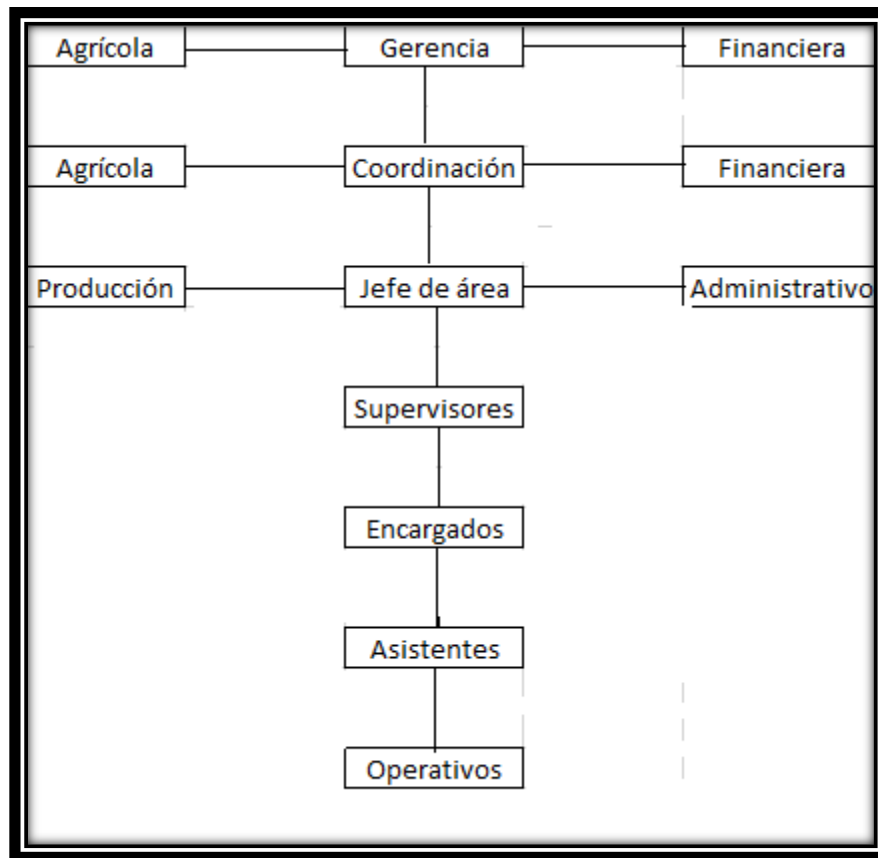 Agrícola Gerencia Financiera
Agrícola Coordinación Financiera
Producción Jefe de área Administrativo
Supervisores
Encargados
Asistentes
Operativos